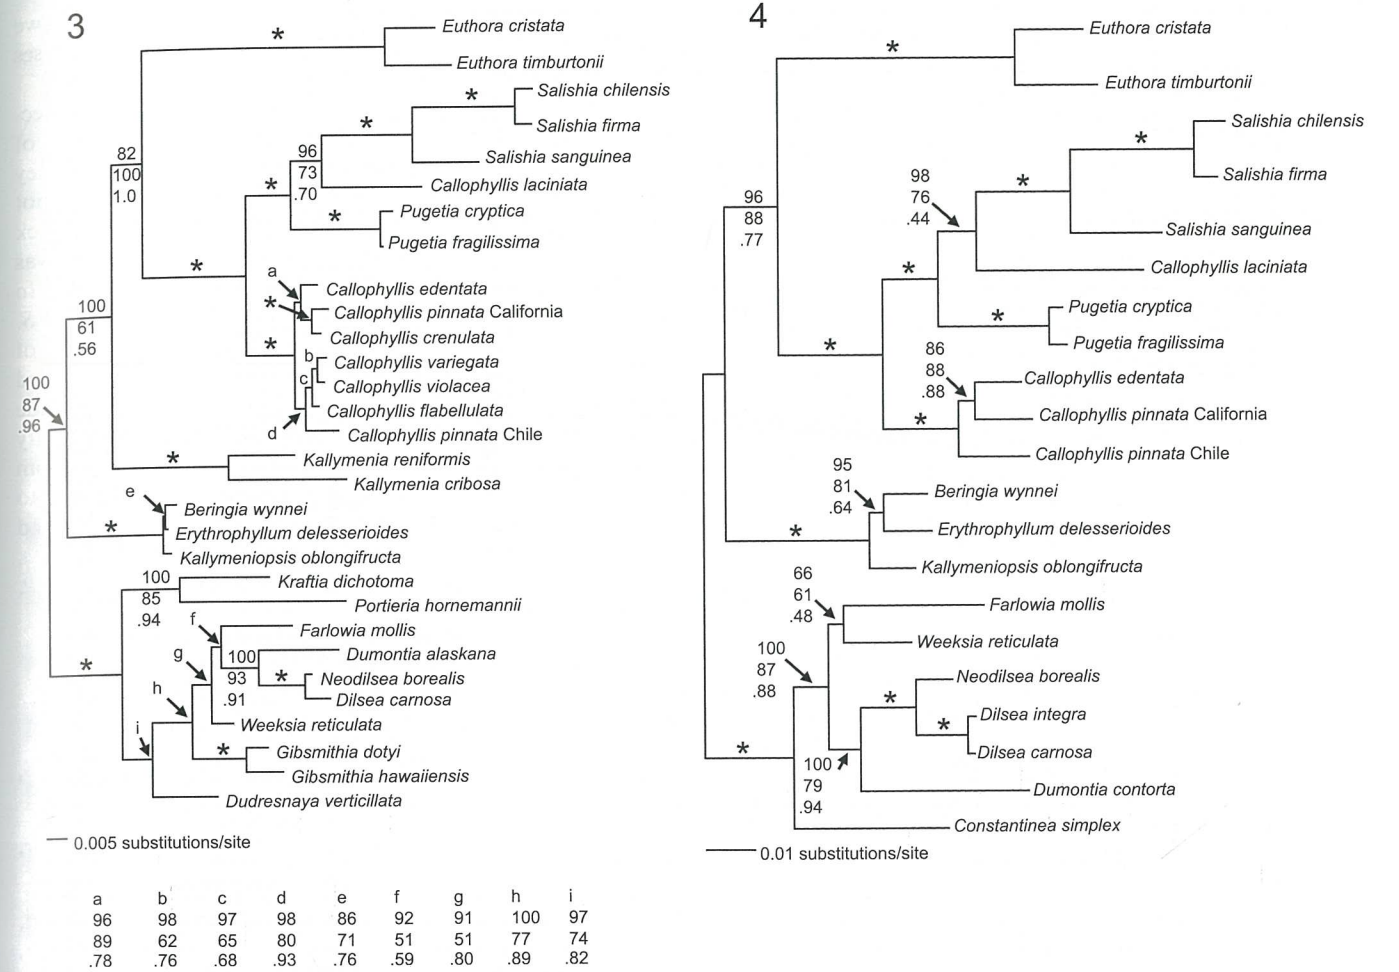 3
*
Euthora cristata
Euthora timburtonii
*
Salishia chilensis
Salishia firma
*
Salishia sanguinea
96
73
.70
Callophyllis laciniata
*
*
Pugetia cryptica
Pugetia fragilissima
82
100
1.0
*
a
Callophyllis edentata
*
Callophyllis pinnata California
Callophyllis crenulata
*
b
Callophyllis variegata
c
Callophyllis violacea
Callophyllis flabellulata
d
Callophyllis pinnata Chile
100
61
.56
*
Kallymenia reniformis
Kallymenia cribosa
100
87
.96
e
Beringia wynnei
*
Erythrophyllum delesserioides
Kallymeniopsis oblongifructa
100
85
.94
Kraftia dichotoma
Portieria hornemannii
*
f
Farlowia mollis
g
100
93
.91
Dumontia alaskana
*
Neodilsea borealis
Dilsea carnosa
h
Weeksia reticulata
i
*
Gibsmithia dotyi
Gibsmithia hawaiiensis
Dudresnaya verticillata
0.005 substitutions/site
a b c d e f g h i
96 98 97 98 86 92 91 100 97
89 62 65 80 71 51 51 77 74
.78 .76 .68 .93 .76 .59 .80 .89 .82
4
*
Euthora cristata
Euthora timburtonii
*
Salishia chilensis
Salishia firma
*
Salishia sanguinea
98
76
.44
Callophyllis laciniata
*
*
Pugetia cryptica
Pugetia fragilissima
96
88
.77
*
86
88
.88
Callophyllis edentata
Callophyllis pinnata California
*
Callophyllis pinnata Chile
95
81
.64
Beringia wynnei
*
Erythrophyllum delesserioides
Kallymeniopsis oblongifructa
66
61
.48
Farlowia mollis
Weeksia reticulata
100
87
.88
*
Neodilsea borealis
*
Dilsea integra
Dilsea carnosa
*
100
79
.94
Dumontia contorta
Constantinea simplex
0.01 substitutions/site